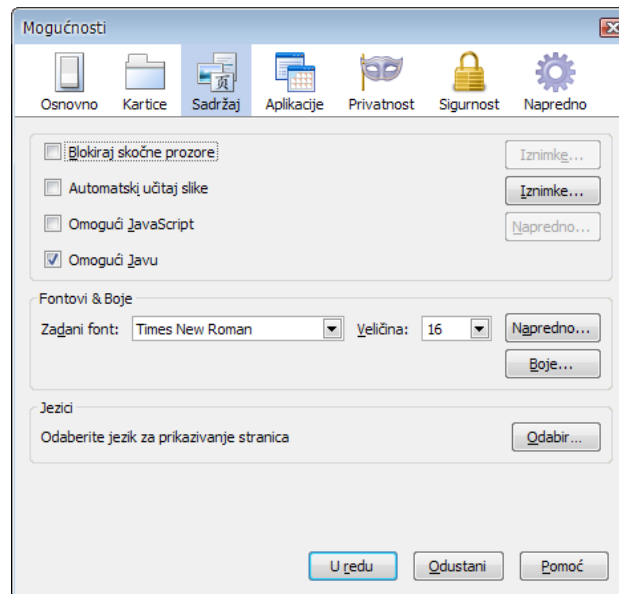 Mogućnosti
Osnovno Kartice Sadržaj Aplikacije Privatnost Sigurnost Napredno
Blokiraj skočne prozore Iznimke...
Automatski učitaj slike Iznimke...
Omogući JavaScript Napredno...
Omogući Javu
Fontovi & Boje
Zadani font: Times New Roman Veličina: 16 Napredno...
Boje...
Jezici
Odaberite jezik za prikazivanje stranica Odabir...
U redu Odustani Pomoć